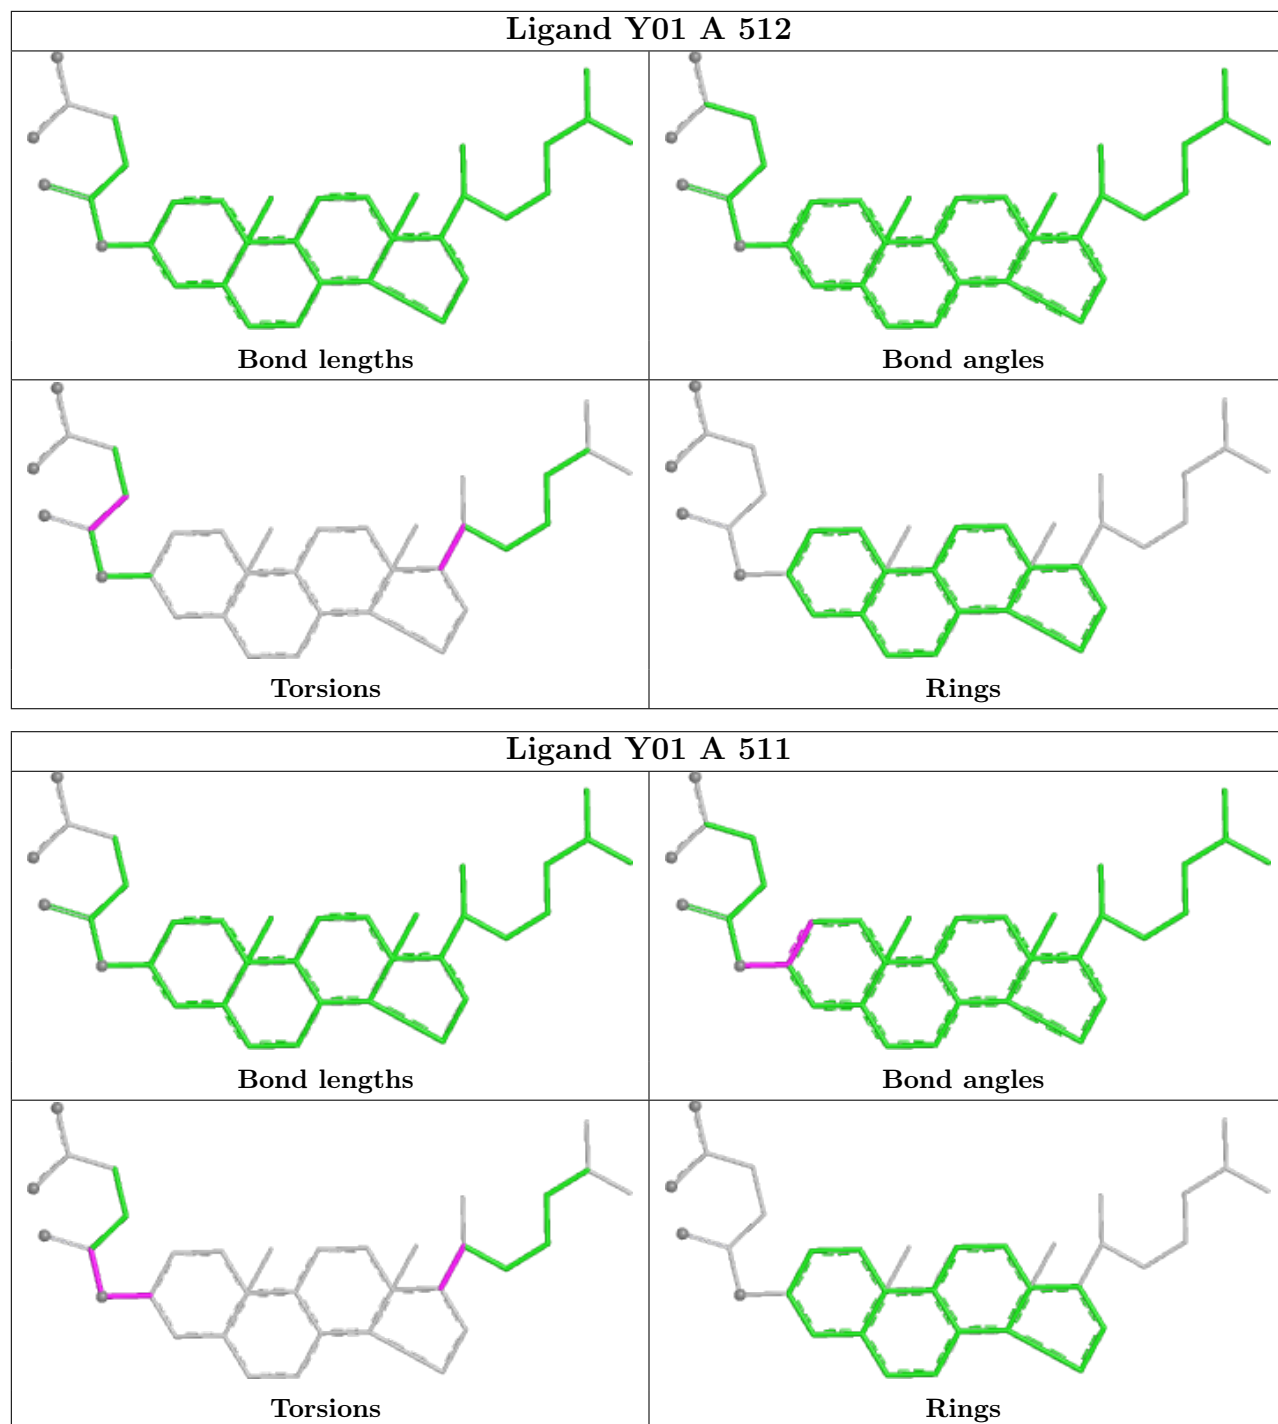 Ligand Y01 A 512
Bond lengths
Bond angles
Torsions
Rings
Ligand Y01 A 511
Bond lengths
Bond angles
Torsions
Rings